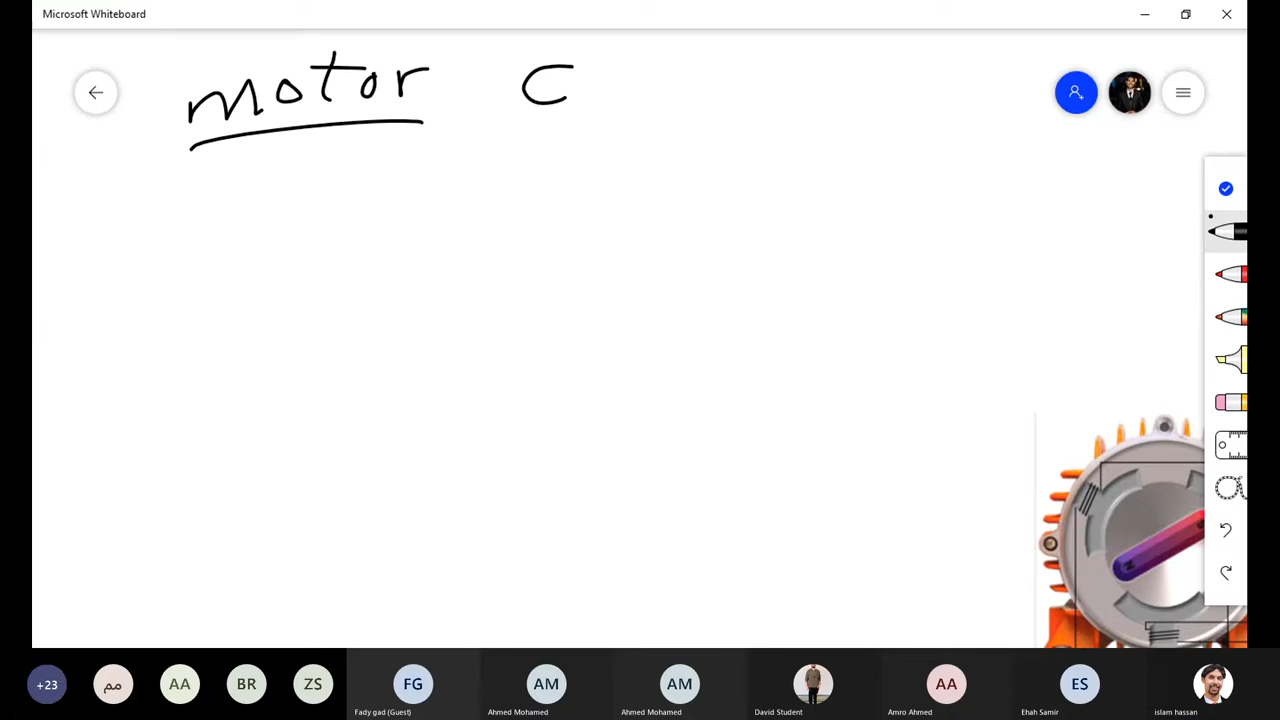 Microsoft Whiteboard
motor C
+23
مم
AA
BR
ZS
FG
AM
AM
AA
ES
Fady gad (Guest)
Ahmed Mohamed
Ahmed Mohamed
David Student
Amro Ahmed
Ehah Samir
islam hassan
N
a